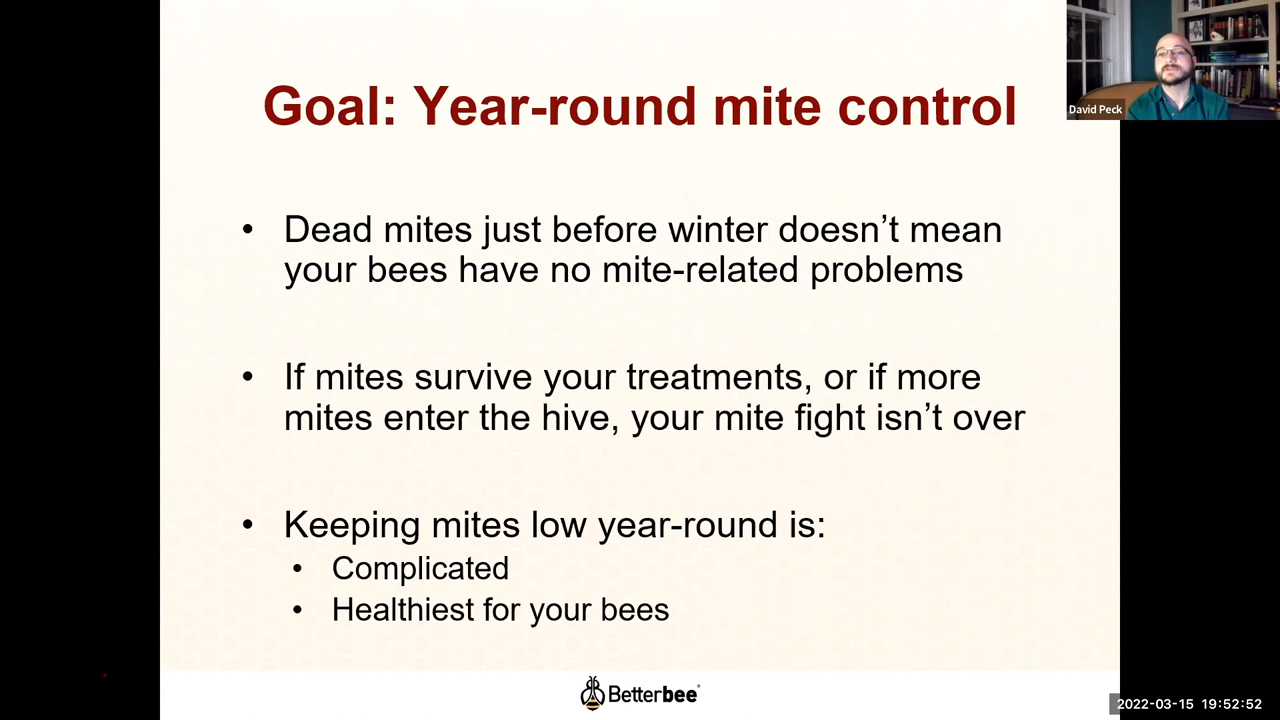 Goal: Year-round mite control
David Peck
• Dead mites just before winter doesn’t mean
your bees have no mite-related problems
• If mites survive your treatments, or if more
mites enter the hive, your mite fight isn’t over
• Keeping mites low year-round is:
• Complicated
• Healthiest for your bees
Betterbee
2022-03-15 19:52:52